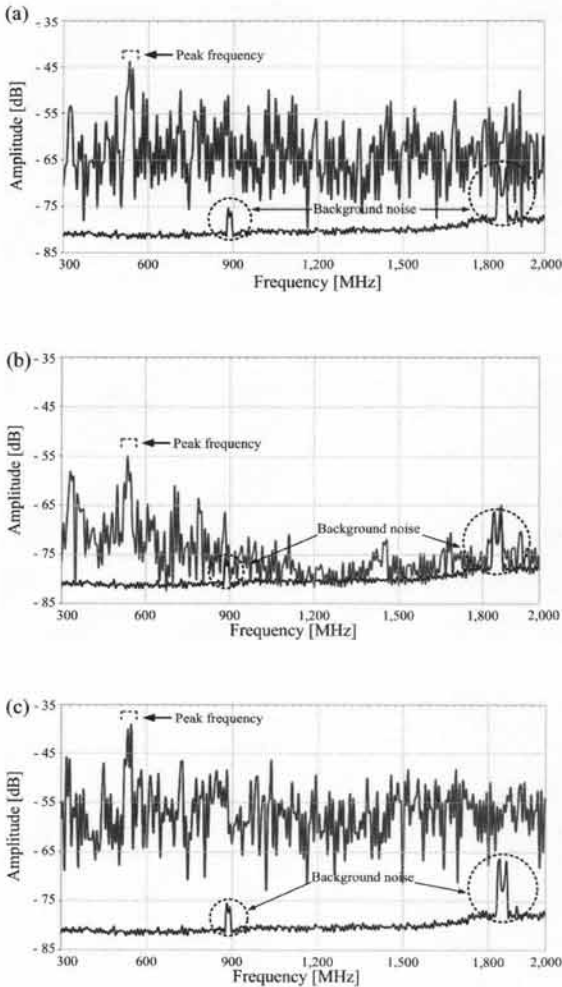 (a)
- 35
Peak frequency
- 45
- 55
- 65
- 75
Background noise
- 85
Amplitude [dB]
300 600 900 1,200 1,500 1,800 2,000
Frequency [MHz]
(b)
- 35
Peak frequency
- 45
- 55
- 65
Background noise
- 75
- 85
Amplitude [dB]
300 600 900 1,200 1,500 1,800 2,000
Frequency [MHz]
(c)
- 35
Peak frequency
- 45
- 55
- 65
Background noise
- 75
- 85
Amplitude [dB]
300 600 900 1,200 1,500 1,800 2,000
Frequency [MHz]